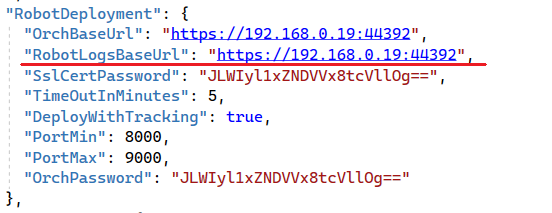 "RobotDeployment": {
"OrchBaseUrl": "https://192.168.0.19:44392",
"RobotLogsBaseUrl": "https://192.168.0.19:44392",
"SslCertPassword": "JLWIyl1xZNDVVx8tcVllOg==",
"TimeOutInMinutes": 5,
"DeployWithTracking": true,
"PortMin": 8000,
"PortMax": 9000,
"OrchPassword": "JLWIyl1xZNDVVx8tcVllOg=="
},